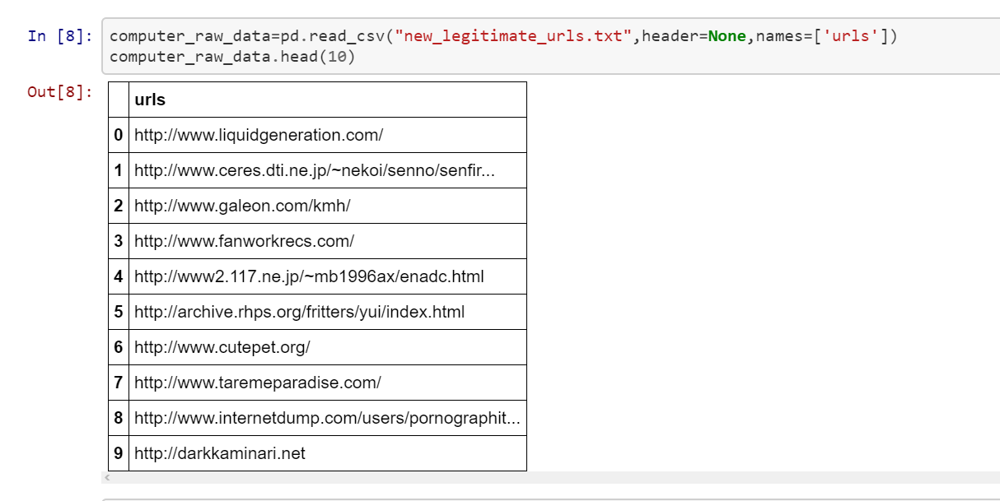 In [8]: computer_raw_data=pd.read_csv("new_legitimate_urls.txt",header=None,names=['urls'])
computer_raw_data.head(10)
Out[8]:
urls
0 http://www.liquidgeneration.com/
1 http://www.ceres.dti.ne.jp/~nekoi/senno/senfir...
2 http://www.galeon.com/kmh/
3 http://www.fanworkrecs.com/
4 http://www2.117.ne.jp/~mb1996ax/enadc.html
5 http://archive.rhps.org/fritters/yui/index.html
6 http://www.cutepet.org/
7 http://www.taremeparadise.com/
8 http://www.internetdump.com/users/pornographit...
9 http://darkkaminari.net